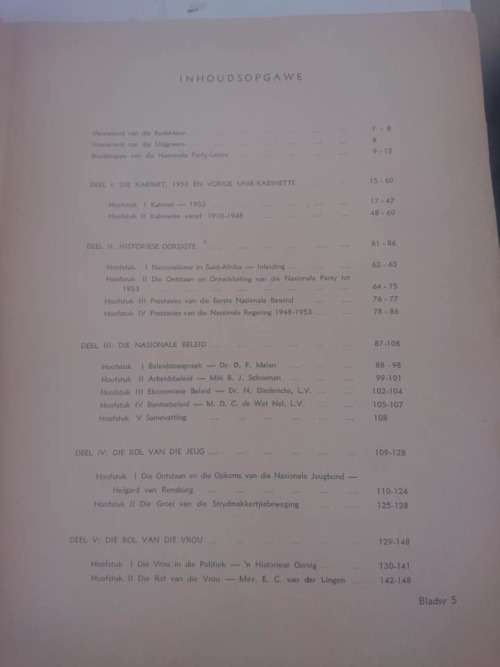 INHOUDSOPGAWE
Voorwoord van die Redakteur 7 - 8
Voorwoord van die Uitgewers 8
Boodskappe van die Nasionale Party-Leiers 9 - 13
DEEL I: DIE KABINET, 1953 EN VORIGE UNIE-KABINETTE 15 - 60
Hoofstuk I Kabinet — 1953 17 - 47
Hoofstuk II Kabinette vanaf 1910-1948 48 - 60
DEEL II: HISTORIESE OORSIGTE 61 - 86
Hoofstuk I Nasionalisme in Suid-Afrika — Inleiding 62 - 63
Hoofstuk II Die Ontstaan en Ontwikkeling van die Nasionale Party tot
1953 64 - 75
Hoofstuk III Prestasies van die Eerste Nasionale Bewind 76 - 77
Hoofstuk IV Prestasies van die Nasionale Regering 1948-1953 78 - 86
DEEL III: DIE NASIONALE BELEID 87-108
Hoofstuk I Beleidstoespraak — Dr. D. F. Malan 88 - 98
Hoofstuk II Arbeidsbeleid — Min. B. J. Schoeman 99-101
Hoofstuk III Ekonomiese Beleid — Dr. N. Diederichs, L.V. 102-104
Hoofstuk IV Bantoebeleid — M. D. C. de Wet Nel, L.V. 105-107
Hoofstuk V Samevatting 108
DEEL IV: DIE ROL VAN DIE JEUG 109-128
Hoofstuk I Die Ontstaan en die Opkoms van die Nasionale Jeugbond —
Helgard van Rensburg 110-124
Hoofstuk II Die Groei van die Strydmakkertjiebeweging 125-128
DEEL V: DIE ROL VAN DIE VROU 129-148
Hoofstuk I Die Vrou in die Politiek — 'n Historiese Oorsig 130-141
Hoofstuk II Die Rol van die Vrou — Mev. E. C. van der Lingen 142-148
Bladsy 5